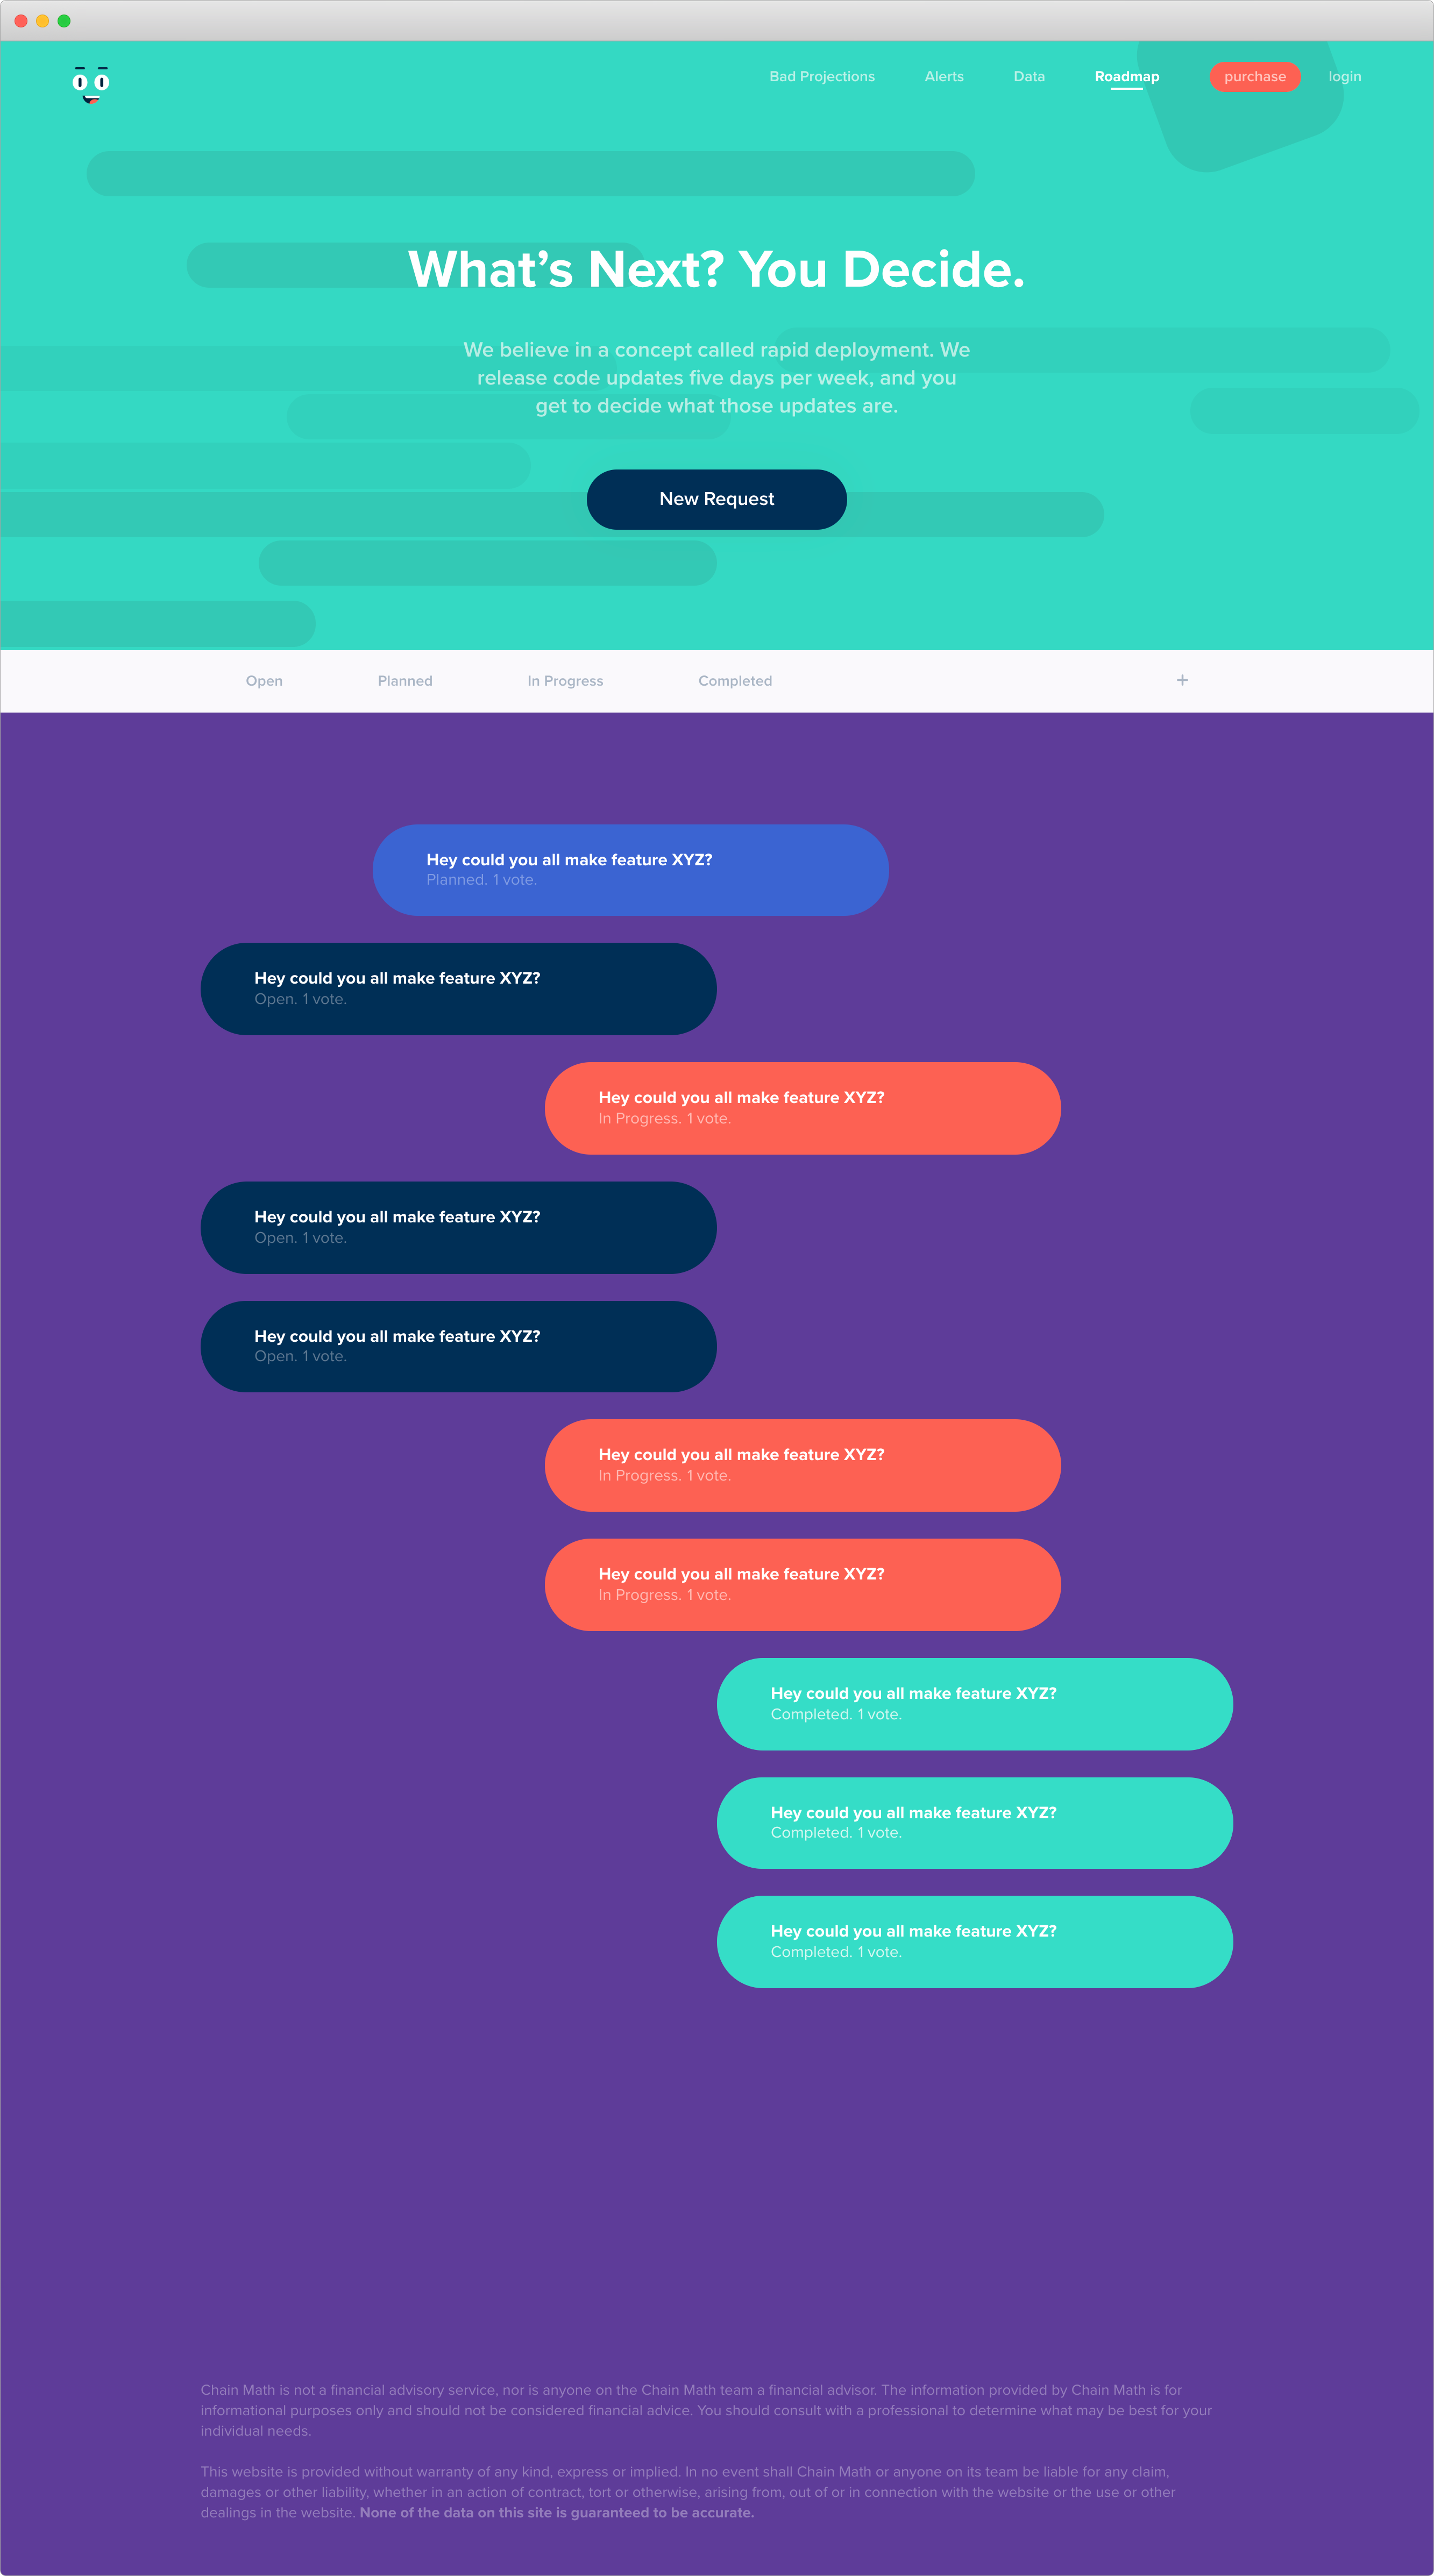 Bad Projections
Alerts
Data
Roadmap
purchase
login
What’s Next? You Decide.
We believe in a concept called rapid deployment. We
release code updates five days per week, and you
get to decide what those updates are.
New Request
Open
Planned
In Progress
Completed
+
Hey could you all make feature XYZ?
Planned. 1 vote.
Hey could you all make feature XYZ?
Open. 1 vote.
Hey could you all make feature XYZ?
In Progress. 1 vote.
Hey could you all make feature XYZ?
Open. 1 vote.
Hey could you all make feature XYZ?
Open. 1 vote.
Hey could you all make feature XYZ?
In Progress. 1 vote.
Hey could you all make feature XYZ?
In Progress. 1 vote.
Hey could you all make feature XYZ?
Completed. 1 vote.
Hey could you all make feature XYZ?
Completed. 1 vote.
Hey could you all make feature XYZ?
Completed. 1 vote.
Chain Math is not a financial advisory service, nor is anyone on the Chain Math team a financial advisor. The information provided by Chain Math is for
informational purposes only and should not be considered financial advice. You should consult with a professional to determine what may be best for your
individual needs.
This website is provided without warranty of any kind, express or implied. In no event shall Chain Math or anyone on its team be liable for any claim,
damages or other liability, whether in an action of contract, tort or otherwise, arising from, out of or in connection with the website or the use or other
dealings in the website. None of the data on this site is guaranteed to be accurate.